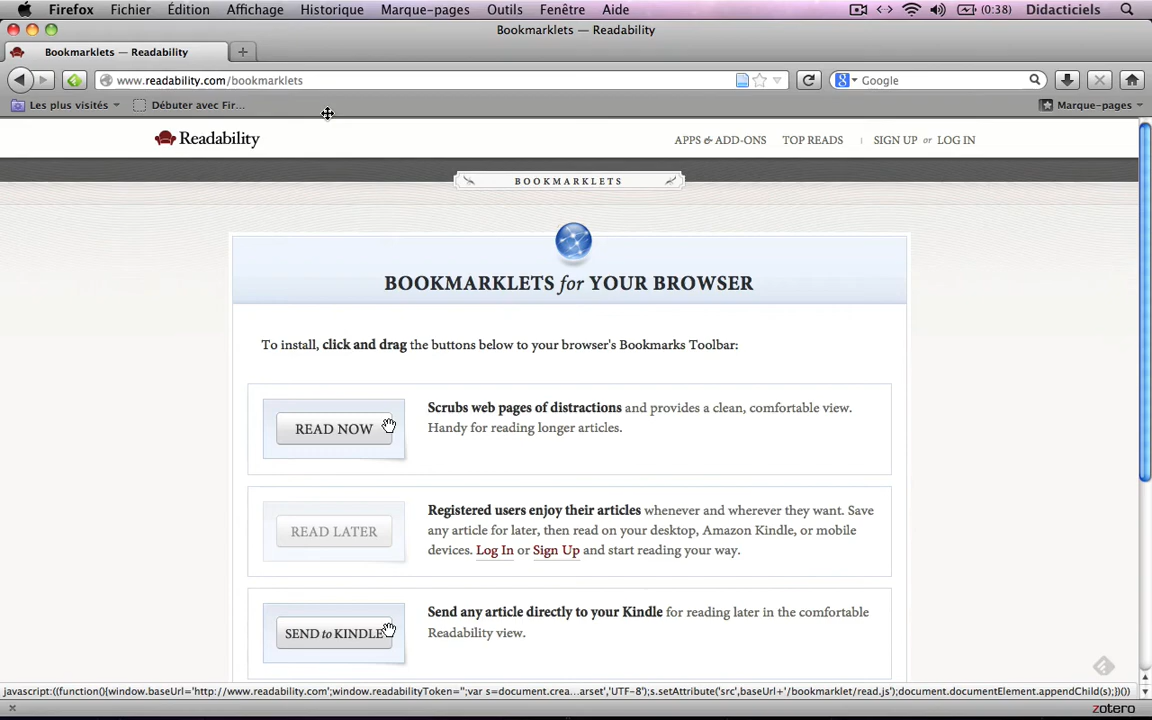 Firefox Fichier Édition Affichage Historique Marque-pages Outils Fenêtre Aide (0:38) Didacticiels
Bookmarklets — Readability
Bookmarklets — Readability
www.readability.com/bookmarklets
Google
Les plus visités Débuter avec Fir... Marque-pages
Readability
APPS & ADD-ONS TOP READS | SIGN UP or LOG IN
BOOKMARKLETS
BOOKMARKLETS for YOUR BROWSER
To install, click and drag the buttons below to your browser's Bookmarks Toolbar:
READ NOW
Scrubs web pages of distractions and provides a clean, comfortable view.
Handy for reading longer articles.
READ LATER
Registered users enjoy their articles whenever and wherever they want. Save
any article for later, then read on your desktop, Amazon Kindle, or mobile
devices. Log In or Sign Up and start reading your way.
SEND to KINDLE
Send any article directly to your Kindle for reading later in the comfortable
Readability view.
javascript:((function(){window.baseUrl='http://www.readability.com';window.readabilityToken='';var s=document.crea...arset','UTF-8');s.setAttribute('src',baseUrl+'/bookmarklet/read.js');document.documentElement.appendChild(s);})())
zotero